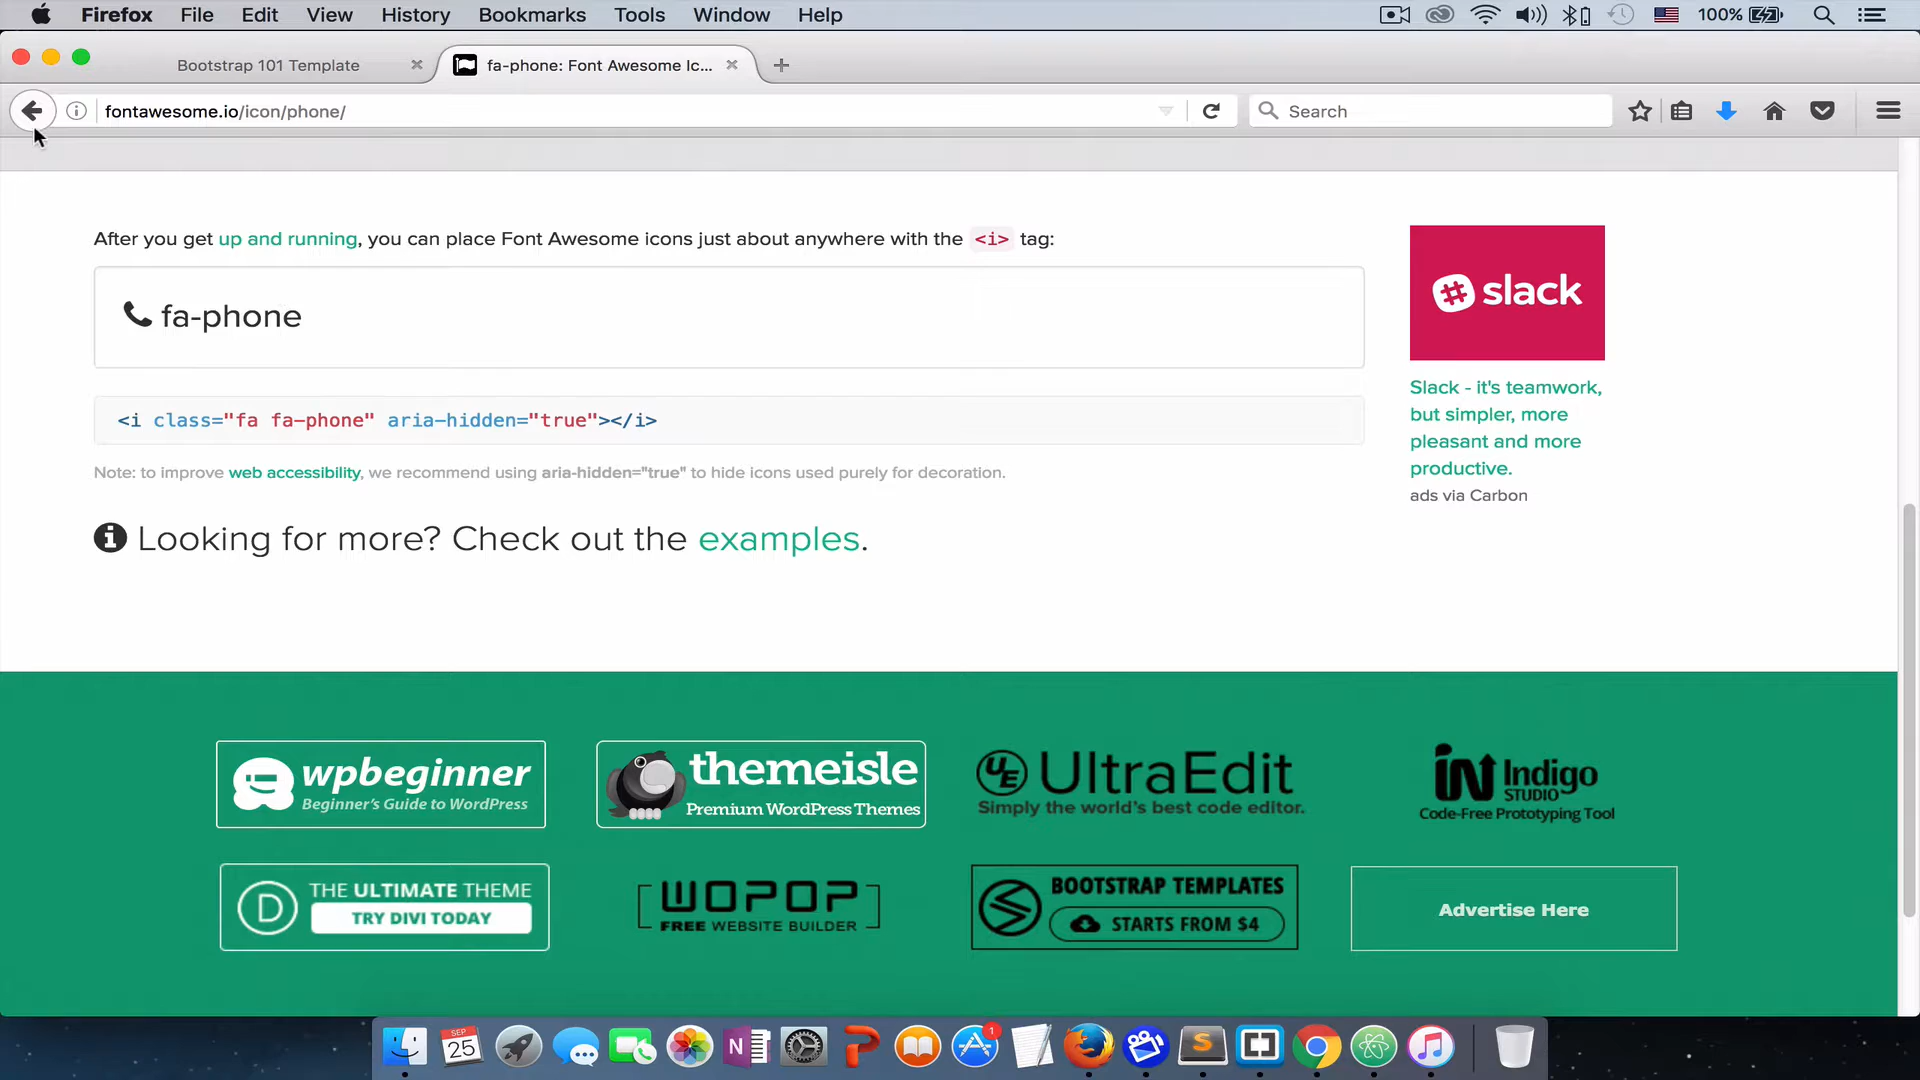 Firefox File Edit View History Bookmarks Tools Window Help 100%
Bootstrap 101 Template fa-phone: Font Awesome Ic...
fontawesome.io/icon/phone/ Search
After you get up and running, you can place Font Awesome icons just about anywhere with the <i> tag:
fa-phone
<i class="fa fa-phone" aria-hidden="true"></i>
Note: to improve web accessibility, we recommend using aria-hidden="true" to hide icons used purely for decoration.
Looking for more? Check out the examples.
slack
Slack - it's teamwork,
but simpler, more
pleasant and more
productive.
ads via Carbon
wpbeginner
Beginner's Guide to WordPress
themeisle
Premium WordPress Themes
UE UltraEdit
Simply the world's best code editor.
iN Indigo
STUDIO
Code-Free Prototyping Tool
D THE ULTIMATE THEME
TRY DIVI TODAY
WOPOP
FREE WEBSITE BUILDER
BOOTSTRAP TEMPLATES
STARTS FROM $4
Advertise Here
SEP
25
N
P
1
S